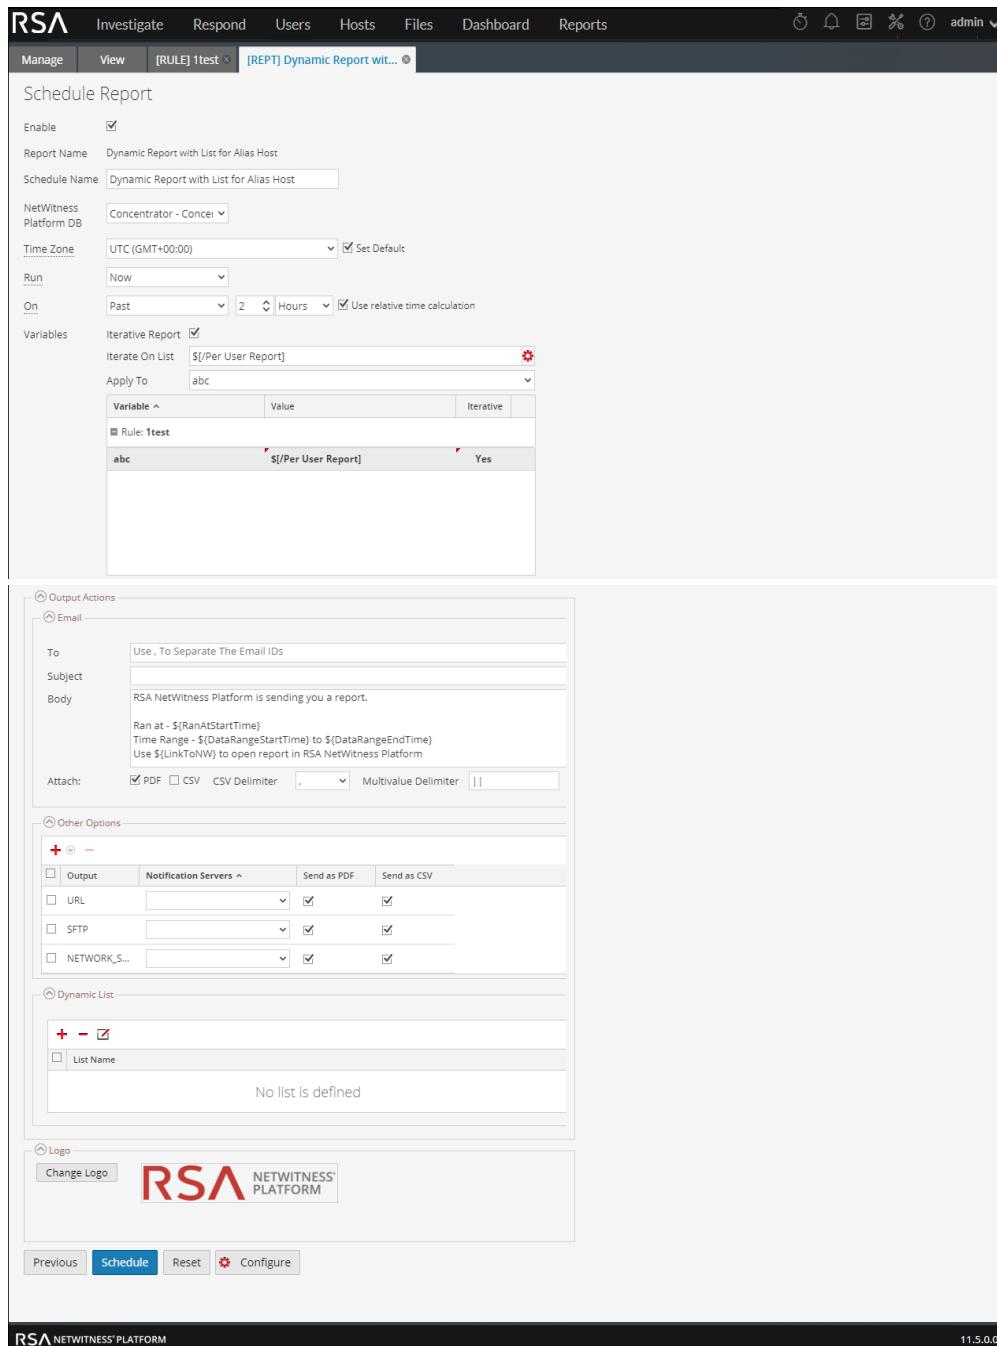 RSA Investigate Respond Users Hosts Files Dashboard Reports admin
Manage View [RULE] 1test [REPT] Dynamic Report wit...
Schedule Report
Enable
Report Name Dynamic Report with List for Alias Host
Schedule Name Dynamic Report with List for Alias Host
NetWitness
Platform DB Concentrator - Concer
Time Zone UTC (GMT+00:00) Set Default
Run Now
On Past 2 Hours Use relative time calculation
Variables Iterative Report
Iterate On List $[/Per User Report]
Apply To abc
Variable Value Iterative
Rule: 1test
abc $[/Per User Report] Yes
Output Actions
Email
To Use , To Separate The Email IDs
Subject
Body RSA NetWitness Platform is sending you a report.
Ran at - ${RanAtStartTime}
Time Range - ${DataRangeStartTime} to ${DataRangeEndTime}
Use ${LinkToNW} to open report in RSA NetWitness Platform
Attach: PDF CSV CSV Delimiter , Multivalue Delimiter ||
Other Options
Output Notification Servers Send as PDF Send as CSV
URL
SFTP
NETWORK_S...
Dynamic List
List Name
No list is defined
Logo
Change Logo RSA NETWITNESS® PLATFORM
Previous Schedule Reset Configure
RSA NETWITNESS® PLATFORM 11.5.0.0